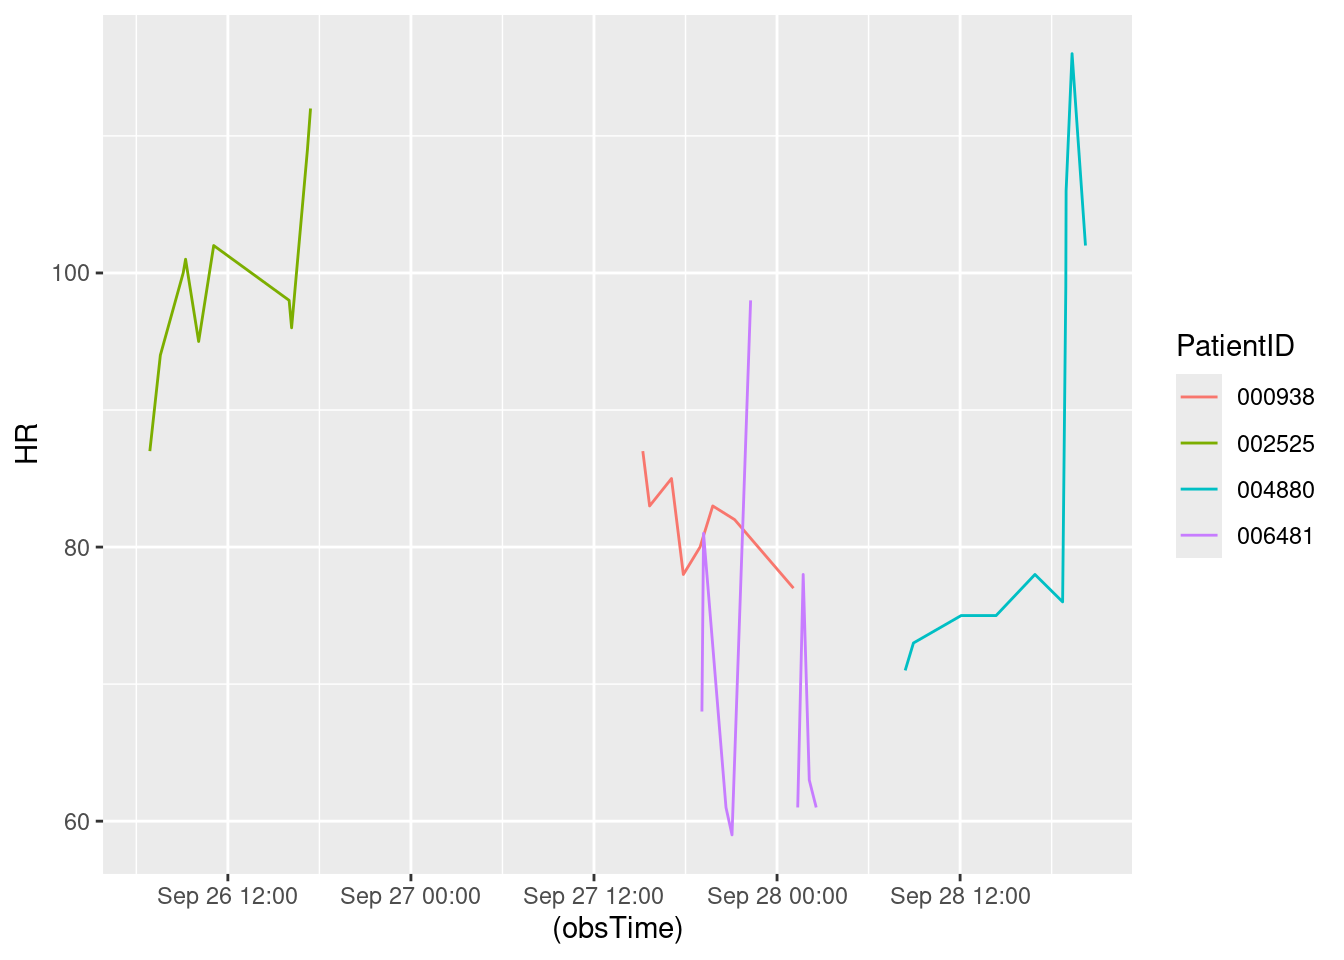 HR
100
80
60
Sep 26 12:00
Sep 27 00:00
Sep 27 12:00
Sep 28 00:00
Sep 28 12:00
(obsTime)
PatientID
000938
002525
004880
006481